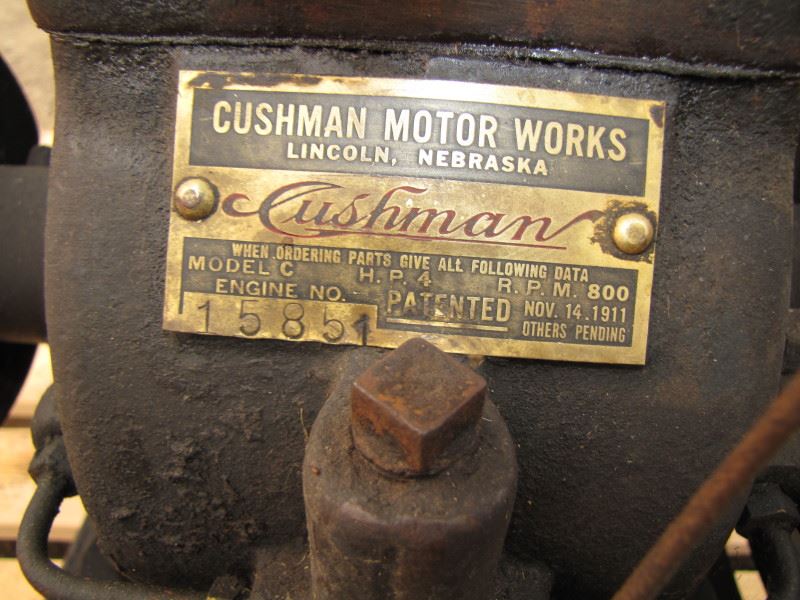 CUSHMAN MOTOR WORKS
LINCOLN, NEBRASKA
Cushman
WHEN ORDERING PARTS GIVE ALL FOLLOWING DATA
MODEL C H.P. 4 R.P.M. 800
ENGINE NO. PATENTED NOV. 14. 1911
15851 OTHERS PENDING